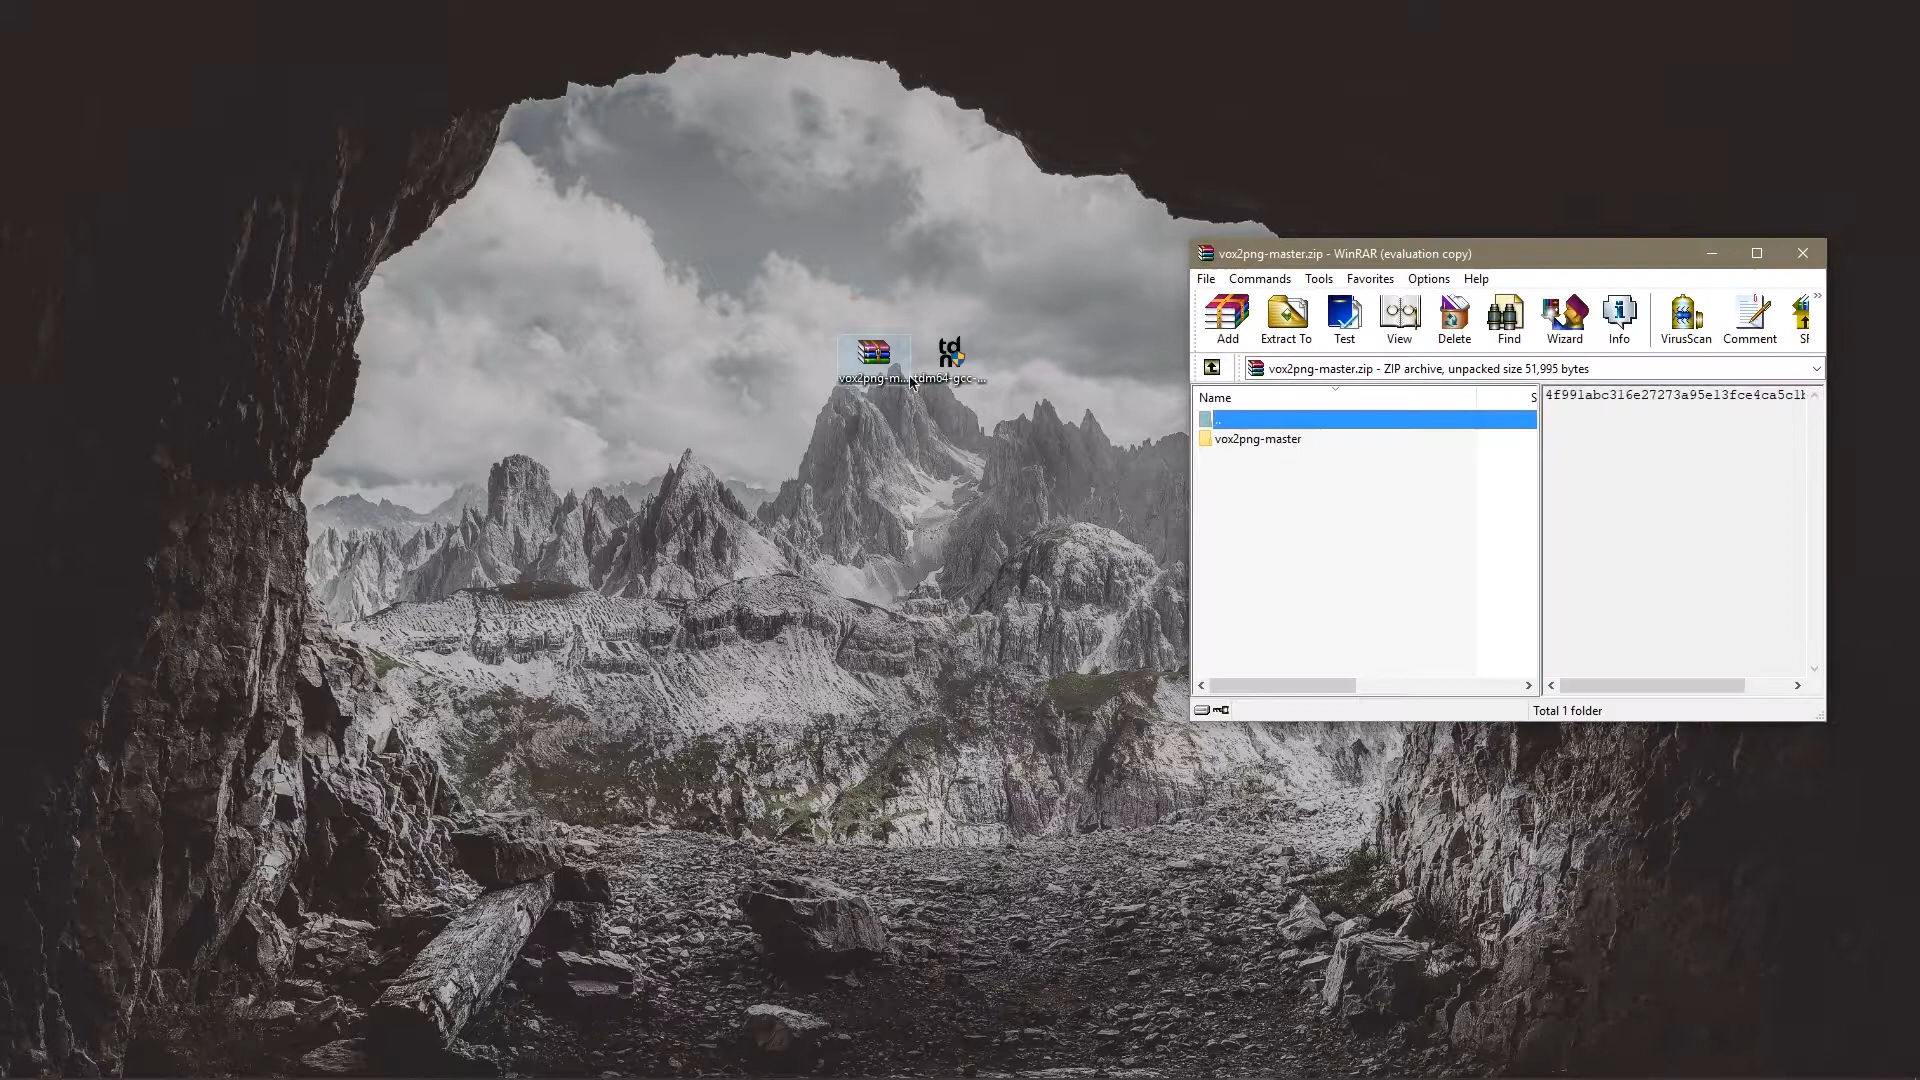 vox2png-master.zip - WinRAR (evaluation copy)
File Commands Tools Favorites Options Help
Add Extract To Test View Delete Find Wizard Info VirusScan Comment SF
vox2png-master.zip - ZIP archive, unpacked size 51,995 bytes
Name S
..
vox2png-master
4f991abc316e27273a95e13fce4ca5c1b
Total 1 folder
td
n
vox2png-m... tdm64-gcc-...